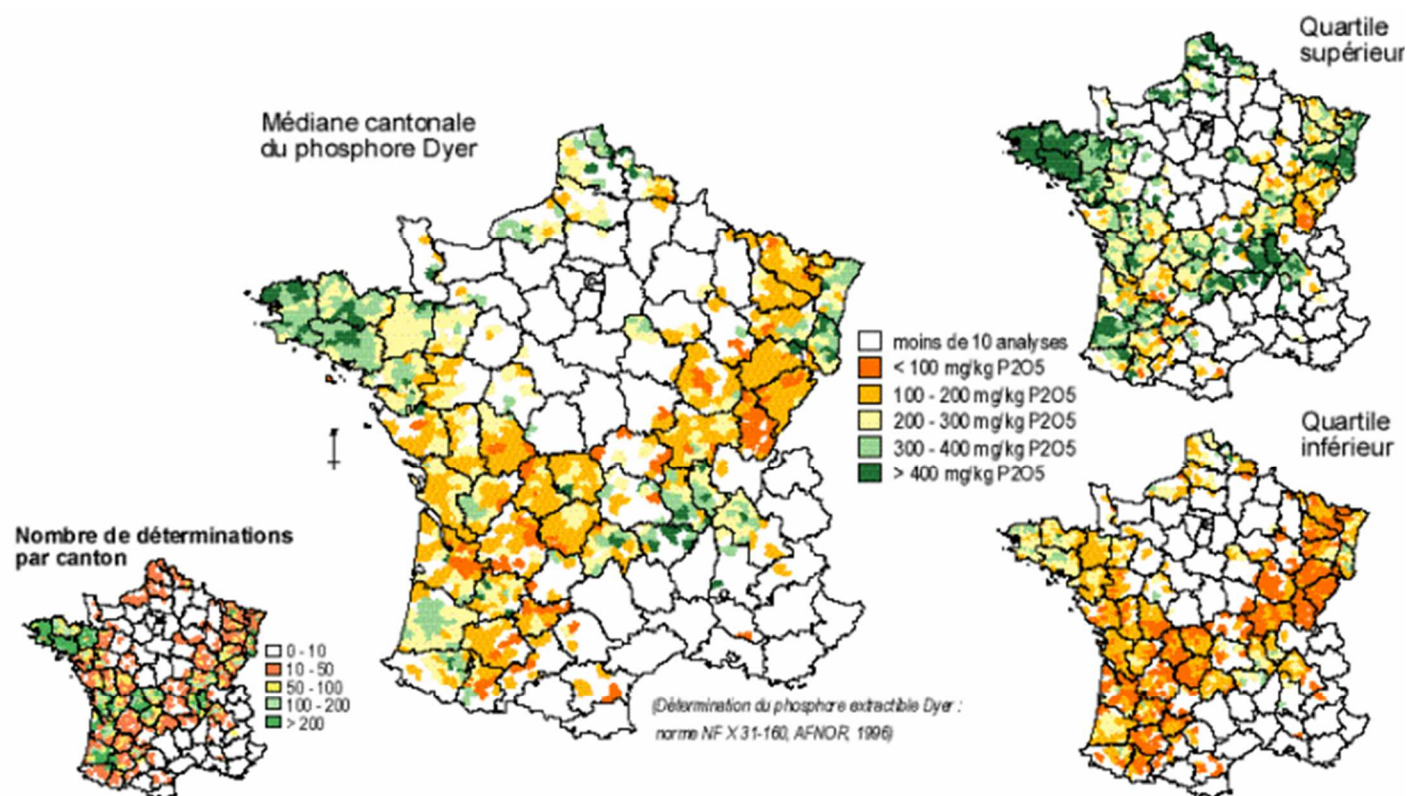 Quartile
supérieur
Médiane cantonale
du phosphore Dyer
moins de 10 analyses
< 100 mg/kg P2O5
100 - 200 mg/kg P2O5
200 - 300 mg/kg P2O5
300 - 400 mg/kg P2O5
> 400 mg/kg P2O5
Quartile
inférieur
Nombre de déterminations
par canton
0 - 10
10 - 50
50 - 100
100 - 200
> 200
(Détermination du phosphore extractible Dyer :
norme NF X 31-160, AFNOR, 1996)